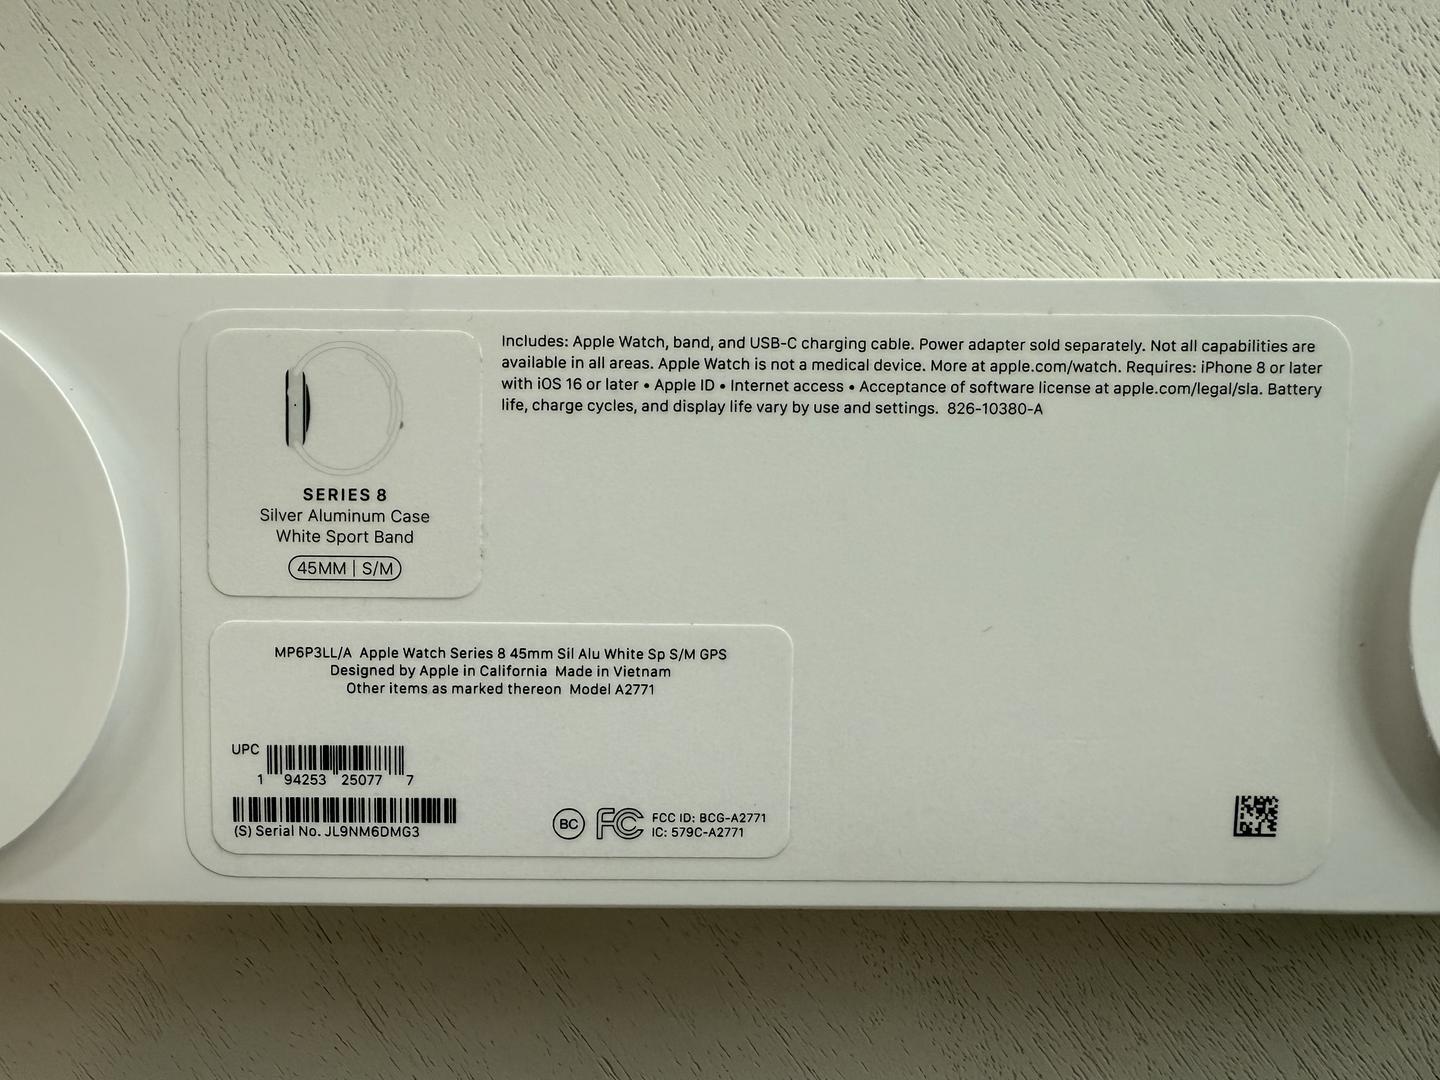 Includes: Apple Watch, band, and USB-C charging cable. Power adapter sold separately. Not all capabilities are
available in all areas. Apple Watch is not a medical device. More at apple.com/watch. Requires: iPhone 8 or later
with iOS 16 or later • Apple ID • Internet access • Acceptance of software license at apple.com/legal/sla. Battery
life, charge cycles, and display life vary by use and settings. 826-10380-A
SERIES 8
Silver Aluminum Case
White Sport Band
45MM | S/M
MP6P3LL/A Apple Watch Series 8 45mm Sil Alu White Sp S/M GPS
Designed by Apple in California Made in Vietnam
Other items as marked thereon Model A2771
UPC
1 94253 25077 7
(S) Serial No. JL9NM6DMG3
BC
FC
FCC ID: BCG-A2771
IC: 579C-A2771